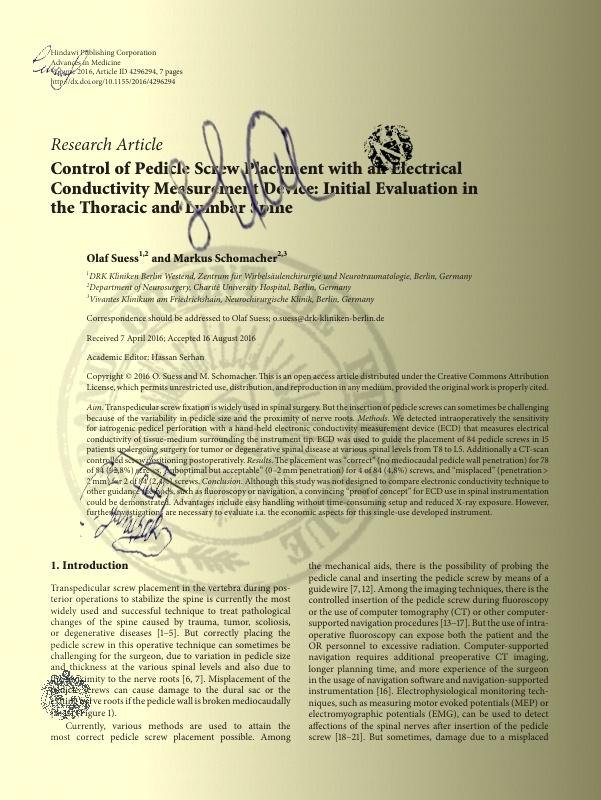 Hindawi Publishing Corporation
Advances in Medicine
2016, Article ID 4296294, 7 pages
http://dx.doi.org/10.1155/2016/4296294
Research Article
Control of Pedicle Screw Placement with an Electrical
Conductivity Measurement Device: Initial Evaluation in
the Thoracic and Lumbar Spine
Olaf Suess1,2 and Markus Schomacher2,3
1DRK Kliniken Berlin Westend, Zentrum für Wirbelsäulenchirurgie und Neurotraumatologie, Berlin, Germany
2Department of Neurosurgery, Charité University Hospital, Berlin, Germany
3Vivantes Klinikum am Friedrichshain, Neurochirurgische Klinik, Berlin, Germany
Correspondence should be addressed to Olaf Suess; o.suess@drk-kliniken-berlin.de
Received 7 April 2016; Accepted 16 August 2016
Academic Editor: Hassan Serhan
Copyright © 2016 O. Suess and M. Schomacher. This is an open access article distributed under the Creative Commons Attribution
License, which permits unrestricted use, distribution, and reproduction in any medium, provided the original work is properly cited.
Aim. Transpedicular screw fixation is widely used in spinal surgery. But the insertion of pedicle screws can sometimes be challenging
because of the variability in pedicle size and the proximity of nerve roots. Methods. We detected intraoperatively the sensitivity
for iatrogenic pedicel perforation with a hand-held electronic conductivity measurement device (ECD) that measures electrical
conductivity of tissue-medium surrounding the instrument tip. ECD was used to guide the placement of 84 pedicle screws in 15
patients undergoing surgery for tumor or degenerative spinal disease at various spinal levels from T8 to L5. Additionally a CT-scan
controlled screw positioning postoperatively. Results. The placement was “correct” (no mediocaudal pedicle wall penetration) for 78
of 84 (92,8%) screws, “suboptimal but acceptable” (0–2 mm penetration) for 4 of 84 (4,8%) screws, and “misplaced” (penetration >
2 mm) for 2 of 84 (2,4%) screws. Conclusion. Although this study was not designed to compare electronic conductivity technique to
other guidance methods, such as fluoroscopy or navigation, a convincing “proof of concept” for ECD use in spinal instrumentation
could be demonstrated. Advantages include easy handling without time-consuming setup and reduced X-ray exposure. However,
further investigations are necessary to evaluate i.a. the economic aspects for this single-use developed instrument.
1. Introduction
Transpedicular screw placement in the vertebra during pos-
terior operations to stabilize the spine is currently the most
widely used and successful technique to treat pathological
changes of the spine caused by trauma, tumor, scoliosis,
or degenerative diseases [1–5]. But correctly placing the
pedicle screw in this operative technique can sometimes be
challenging for the surgeon, due to variation in pedicle size
and thickness at the various spinal levels and also due to
the proximity to the nerve roots [6, 7]. Misplacement of the
pedicle screws can cause damage to the dural sac or the
nerve roots if the pedicle wall is broken mediocaudally
(Figure 1).
Currently, various methods are used to attain the
most correct pedicle screw placement possible. Among
the mechanical aids, there is the possibility of probing the
pedicle canal and inserting the pedicle screw by means of a
guidewire [7, 12]. Among the imaging techniques, there is the
controlled insertion of the pedicle screw during fluoroscopy
or the use of computer tomography (CT) or other computer-
supported navigation procedures [13–17]. But the use of intra-
operative fluoroscopy can expose both the patient and the
OR personnel to excessive radiation. Computer-supported
navigation requires additional preoperative CT imaging,
longer planning time, and more experience of the surgeon
in the usage of navigation software and navigation-supported
instrumentation [16]. Electrophysiological monitoring tech-
niques, such as measuring motor evoked potentials (MEP) or
electromyographic potentials (EMG), can be used to detect
affections of the spinal nerves after insertion of the pedicle
screw [18–21]. But sometimes, damage due to a misplaced